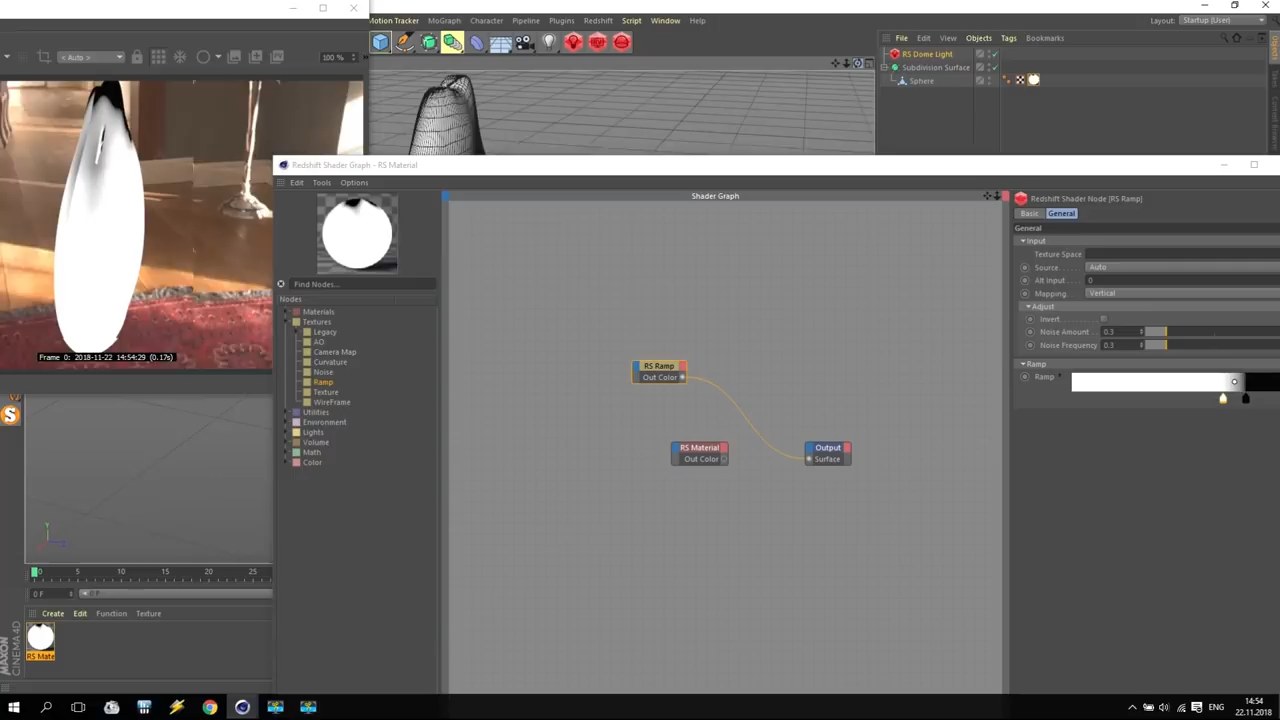 Motion Tracker MoGraph Character Pipeline Plugins Redshift Script Window Help
Layout: Startup (User)
File Edit View Objects Tags Bookmarks
< Auto >
100 %
RS Dome Light
Subdivision Surface
Sphere
Frame 0: 2018-11-22 14:54:29 (0.17s)
Redshift Shader Graph - RS Material
Edit Tools Options
Shader Graph
Find Nodes...
Nodes
Materials
Textures
Legacy
AO
Camera Map
Curvature
Noise
Ramp
Texture
WireFrame
Utilities
Environment
Lights
Volume
Math
Color
RS Ramp
Out Color
RS Material
Out Color
Output
Surface
Redshift Shader Node [RS Ramp]
Basic General
General
Input
Texture Space
Source. . . . . Auto
Alt Input . . . 0
Mapping. . . . Vertical
Adjust
Invert. . . . . . . . . .
Noise Amount . . 0.3
Noise Frequency 0.3
Ramp
Ramp .
Y
0 5 10 15 20 25
0 F 0 F
Create Edit Function Texture
RS Mate
MAXON
CINEMA 4D
ENG
14:54
22.11.2018